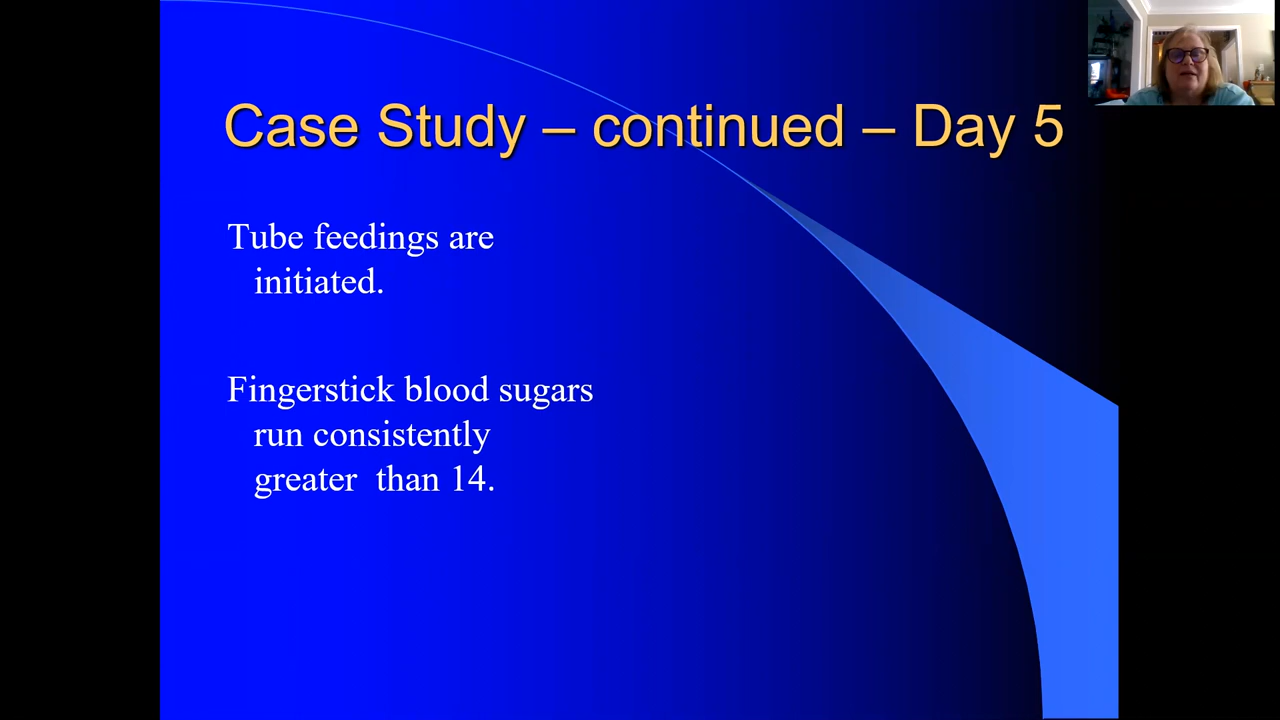 Case Study – continued – Day 5
Tube feedings are
initiated.
Fingerstick blood sugars
run consistently
greater  than 14.